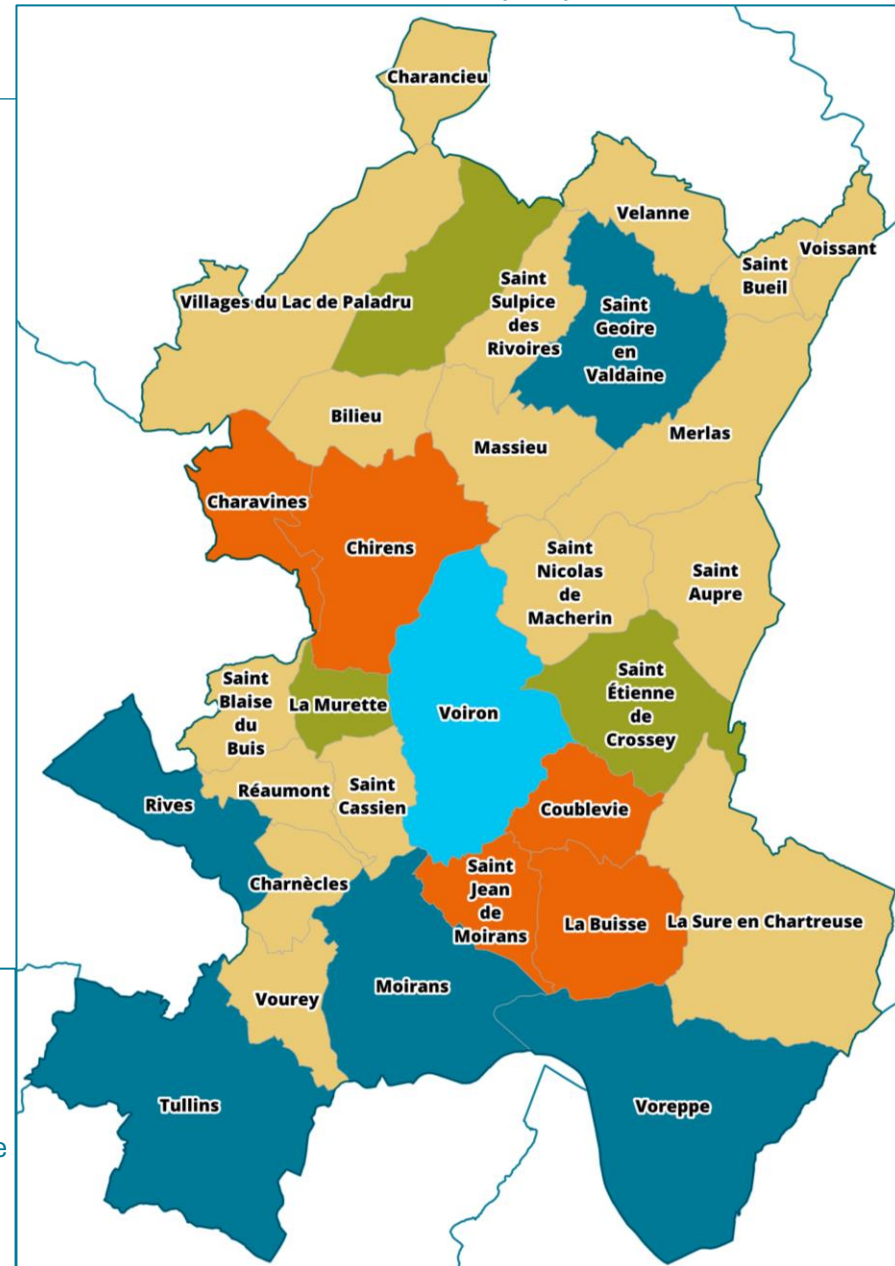 Charancieu
Velanne
Voissant
Saint
Bueil
Villages du Lac de Paladru
Saint
Sulpice
des
Rivoires
Saint
Geoire
en
Valdaine
Bilieu
Massieu
Merlas
Charavines
Chirens
Saint
Nicolas
de
Macherin
Saint
Aupre
Saint
Blaise
du
Buis
La Murette
Voiron
Saint
Étienne
de
Crossey
Rives
Réaumont
Saint
Cassien
Coublevie
Charnècles
Saint
Jean
de
Moirans
La Buisse
La Sure en Chartreuse
Vourey
Moirans
Tullins
Voreppe
e